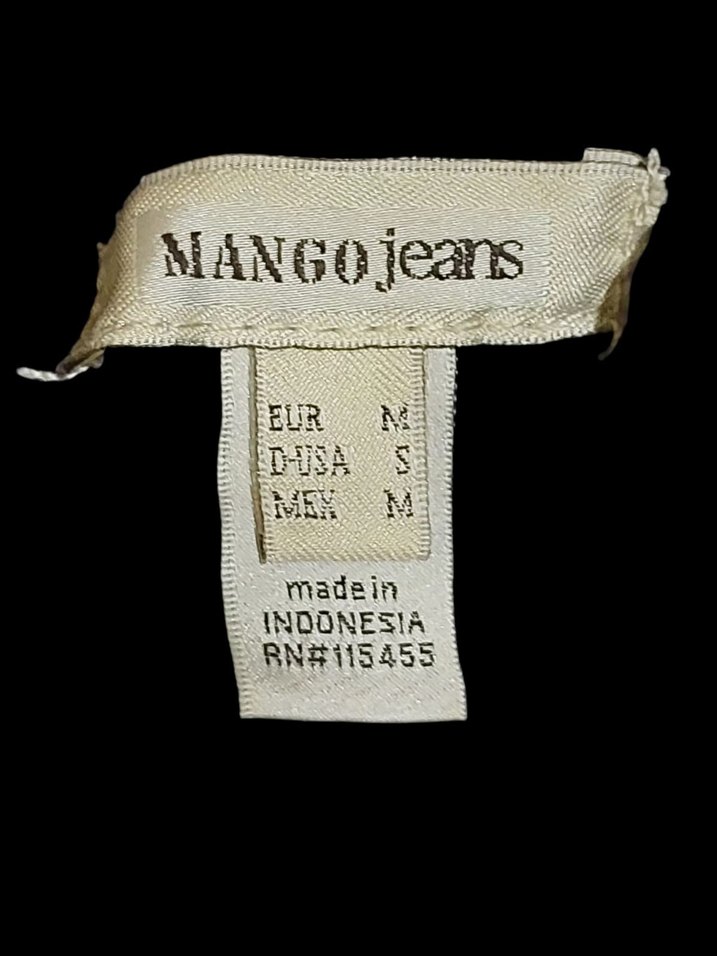 MANGO jeans
EUR M
D-USA S
MEX M
made in
INDONESIA
RN#115455